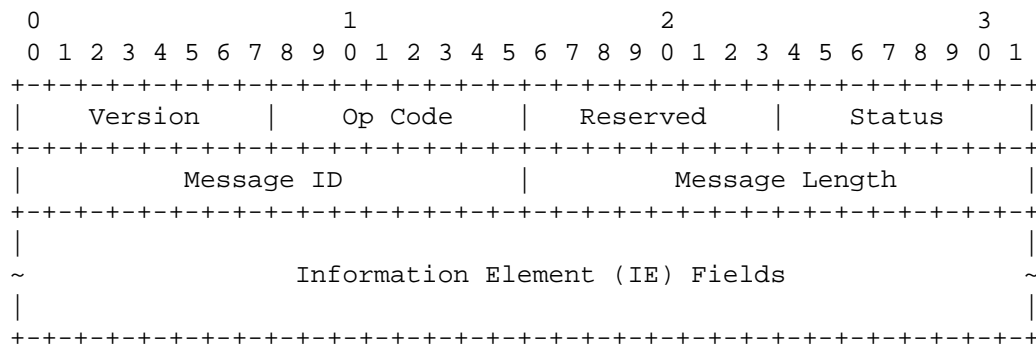 0                   1                   2                   3
 0 1 2 3 4 5 6 7 8 9 0 1 2 3 4 5 6 7 8 9 0 1 2 3 4 5 6 7 8 9 0 1
+-+-+-+-+-+-+-+-+-+-+-+-+-+-+-+-+-+-+-+-+-+-+-+-+-+-+-+-+-+-+-+-+
|    Version    |    Op Code    |   Reserved    |    Status     |
+-+-+-+-+-+-+-+-+-+-+-+-+-+-+-+-+-+-+-+-+-+-+-+-+-+-+-+-+-+-+-+-+
|          Message ID           |         Message Length        |
+-+-+-+-+-+-+-+-+-+-+-+-+-+-+-+-+-+-+-+-+-+-+-+-+-+-+-+-+-+-+-+-+
|                                                               |
~                 Information Element (IE) Fields               ~
|                                                               |
+-+-+-+-+-+-+-+-+-+-+-+-+-+-+-+-+-+-+-+-+-+-+-+-+-+-+-+-+-+-+-+-+